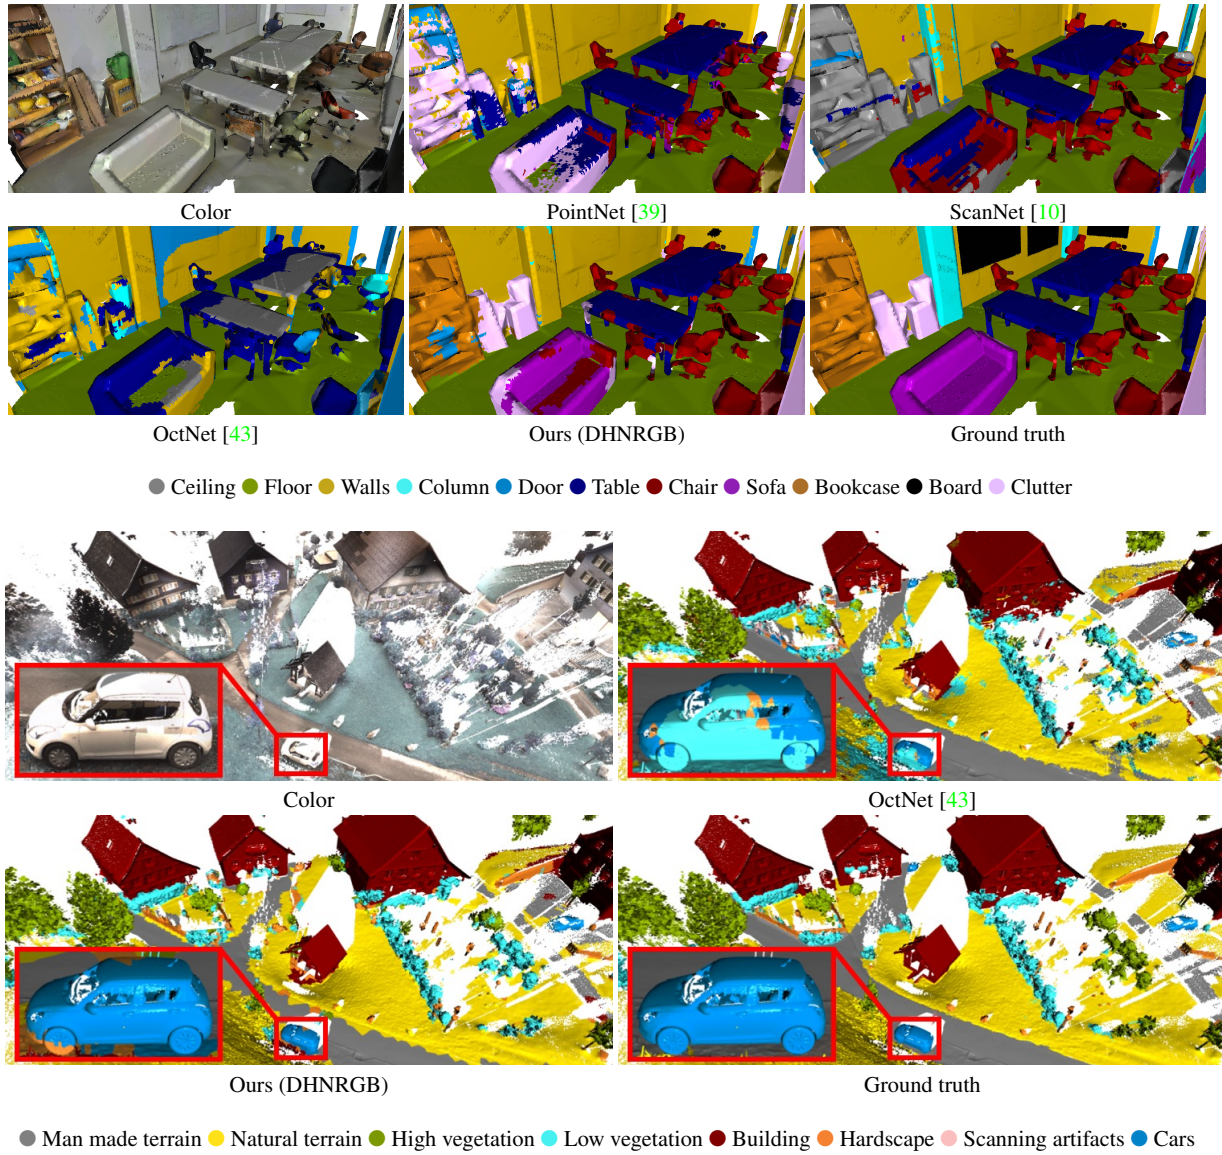 Color
PointNet [39]
ScanNet [10]
OctNet [43]
Ours (DHNRGB)
Ground truth
Ceiling Floor Walls Column Door Table Chair Sofa Bookcase Board Clutter
Color
OctNet [43]
Ours (DHNRGB)
Ground truth
Man made terrain Natural terrain High vegetation Low vegetation Building Hardscape Scanning artifacts Cars